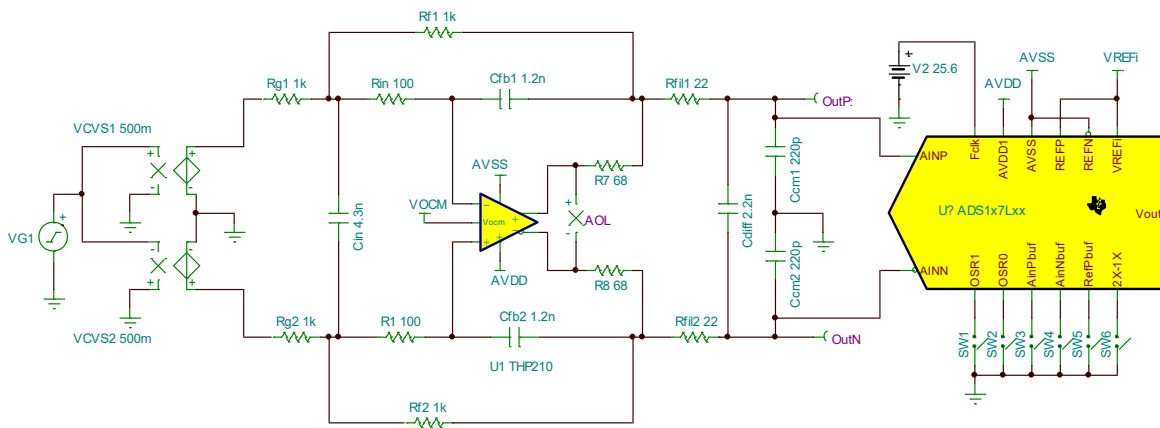 Rf1 1k
V2 25.6
AVSS
VREFi
AVDD
Rg1 1k
Rin 100
Cfb1 1.2n
Rfil1 22
OutP
VCVS1 500m
AVSS
R7 68
Ccm1 220p
AINP
Fclk
AVDD1
AVSS
REFP
REFN
VREFi
VG1
Cin 4.3n
VOCM
Vocm
AOL
Cdiff 2.2n
U? ADS1x7Lxx
Vout
AVDD
R8 68
Ccm2 220p
AINN
OSR1
OSR0
AinPbuf
AinNbuf
RefPbuf
2X-1X
VCVS2 500m
Rg2 1k
R1 100
Cfb2 1.2n
Rfil2 22
OutN
SW1
SW2
SW3
SW4
SW5
SW6
U1 THP210
Rf2 1k